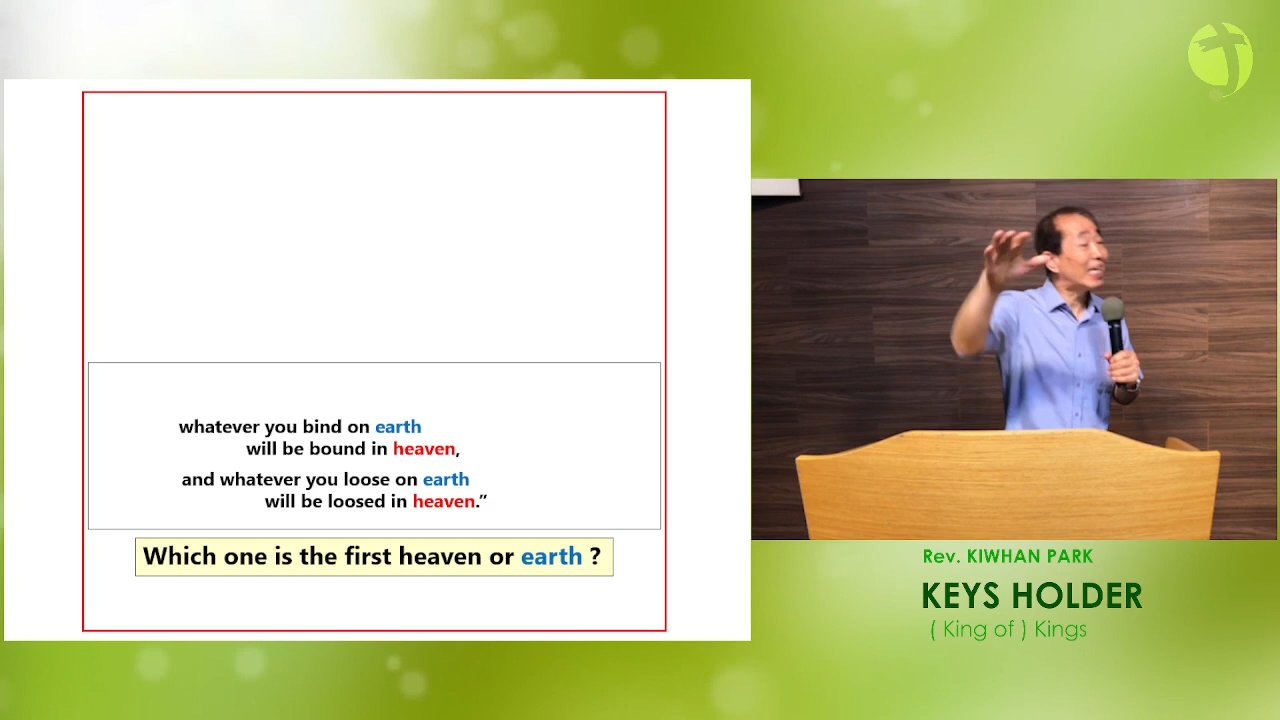 whatever you bind on earth
will be bound in heaven,
and whatever you loose on earth
will be loosed in heaven.”
Which one is the first heaven or earth ?
Rev. KIWHAN PARK
KEYS HOLDER
( King of ) Kings